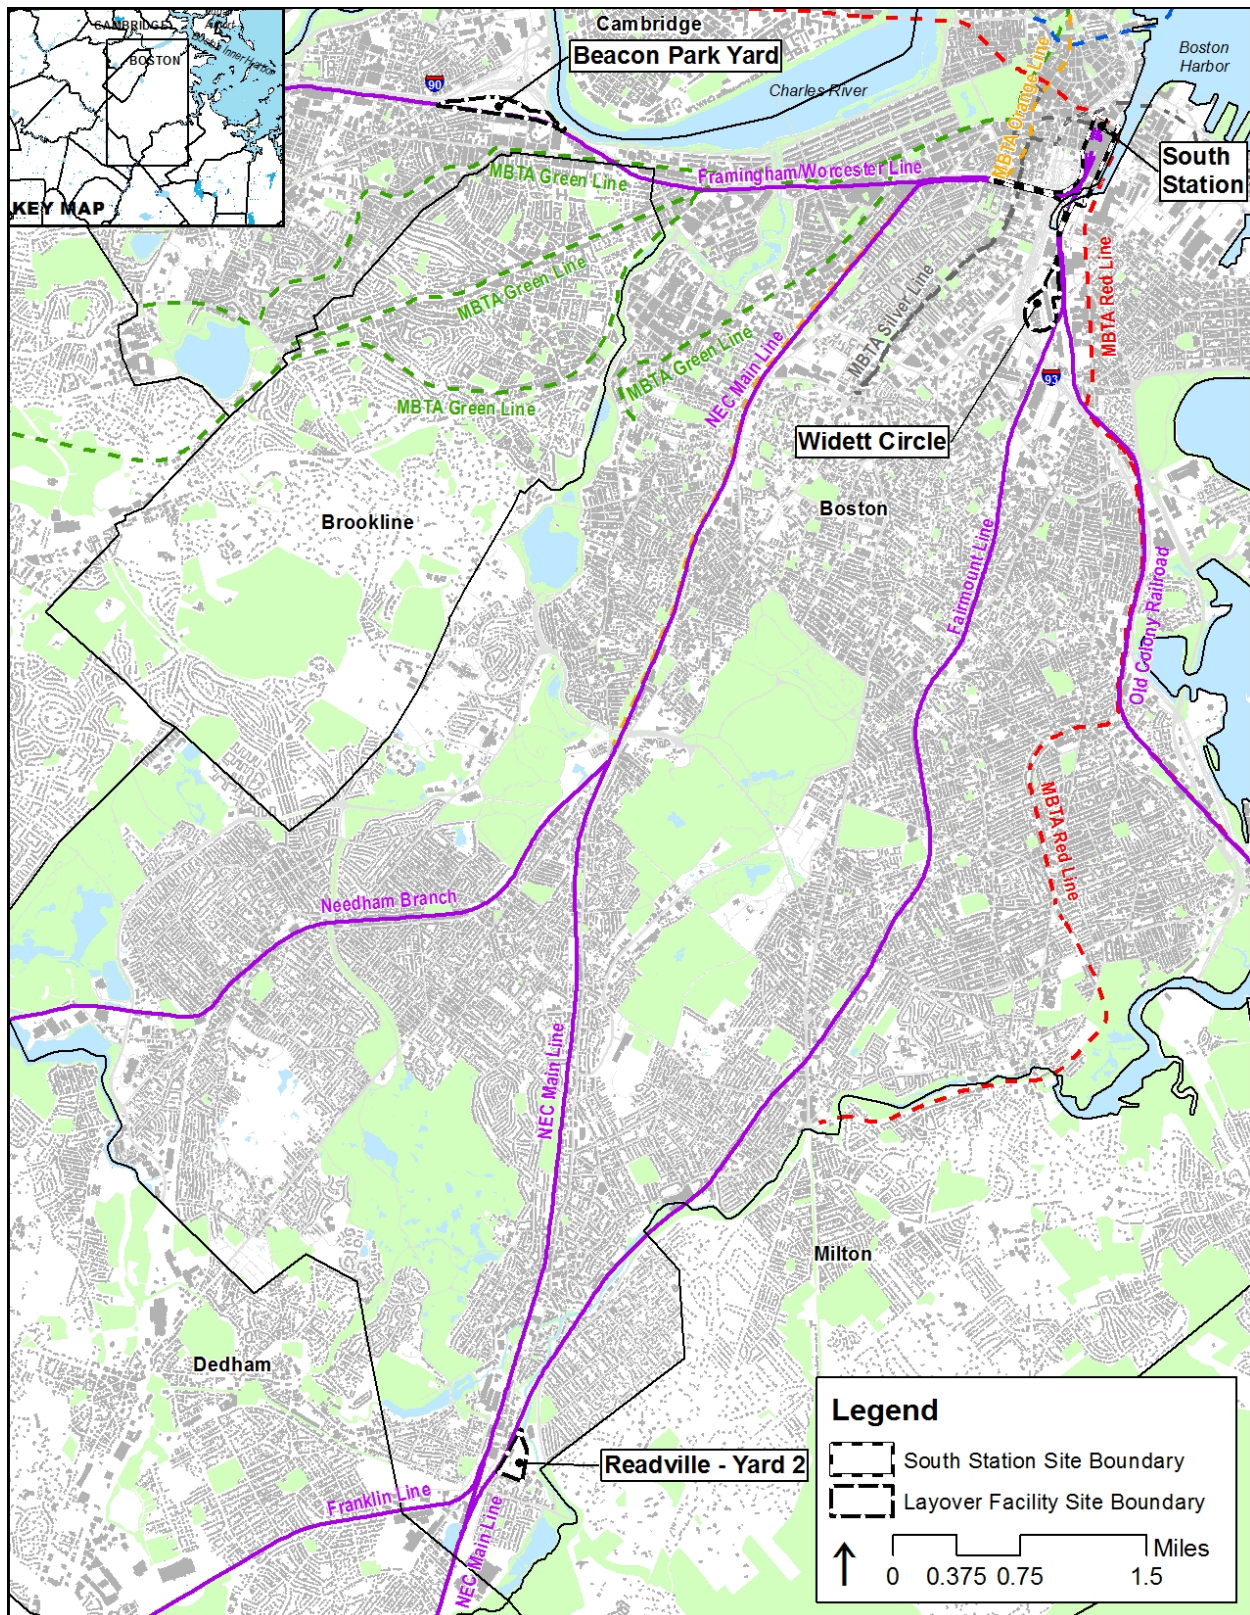 CAMBRIDGE
BOSTON
KEY MAP
Cambridge
Beacon Park Yard
90
Charles River
Boston
Harbor
MBTA Orange Line
South
Station
MBTA Green Line
Framingham/Worcester Line
MBTA Green Line
MBTA Silver Line
MBTA Red Line
MBTA Green Line
NEC Main Line
93
MBTA Green Line
Widett Circle
Brookline
Boston
Fairmount Line
Old Colony Railroad
MBTA Red Line
Needham Branch
NEC Main Line
Milton
Dedham
Readville - Yard 2
Franklin Line
NEC Main Line
Legend
South Station Site Boundary
Layover Facility Site Boundary
Miles
0 0.375 0.75 1.5